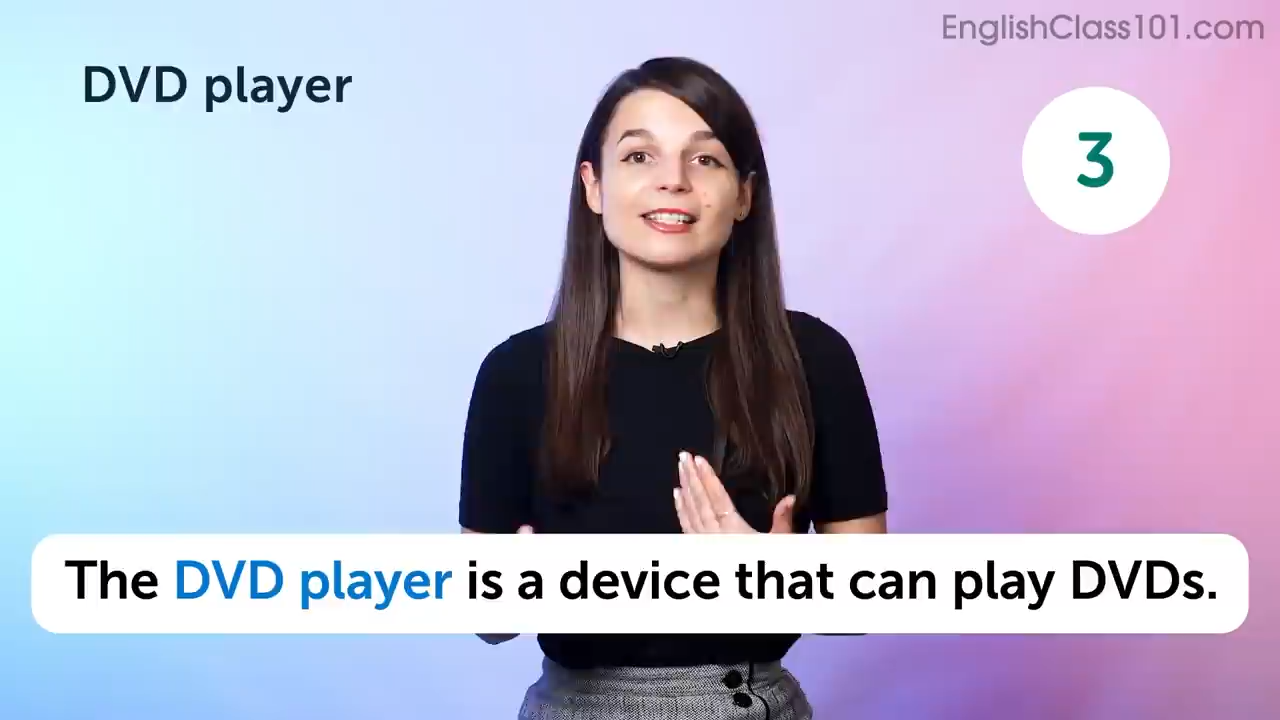 EnglishClass101.com
DVD player
3
The DVD player is a device that can play DVDs.